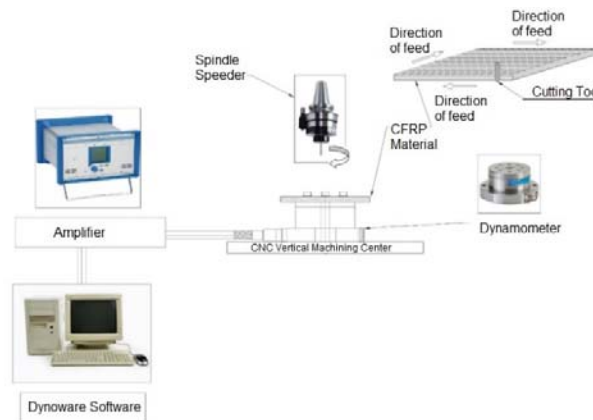 Direction
of feed
Direction
of feed
Spindle
Speeder
Direction
of feed
Cutting Tool
CFRP
Material
Dynamometer
Amplifier
CNC Vertical Machining Center
Dynoware Software